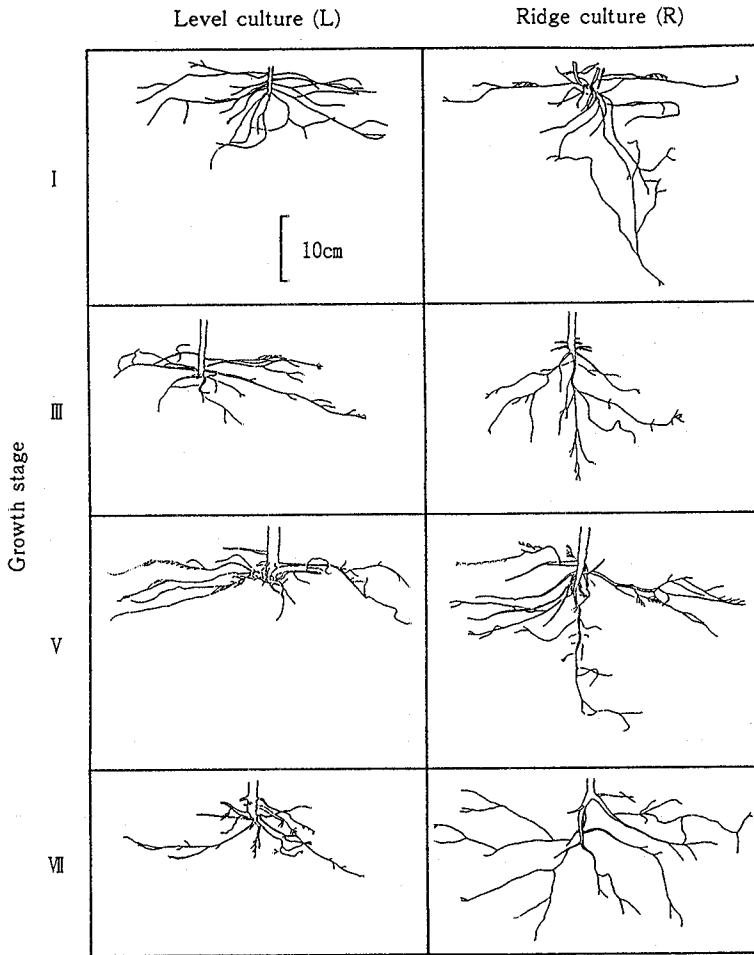 Level culture (L)
Ridge culture (R)
Growth stage
Ⅰ
10cm
Ⅲ
Ⅴ
Ⅶ